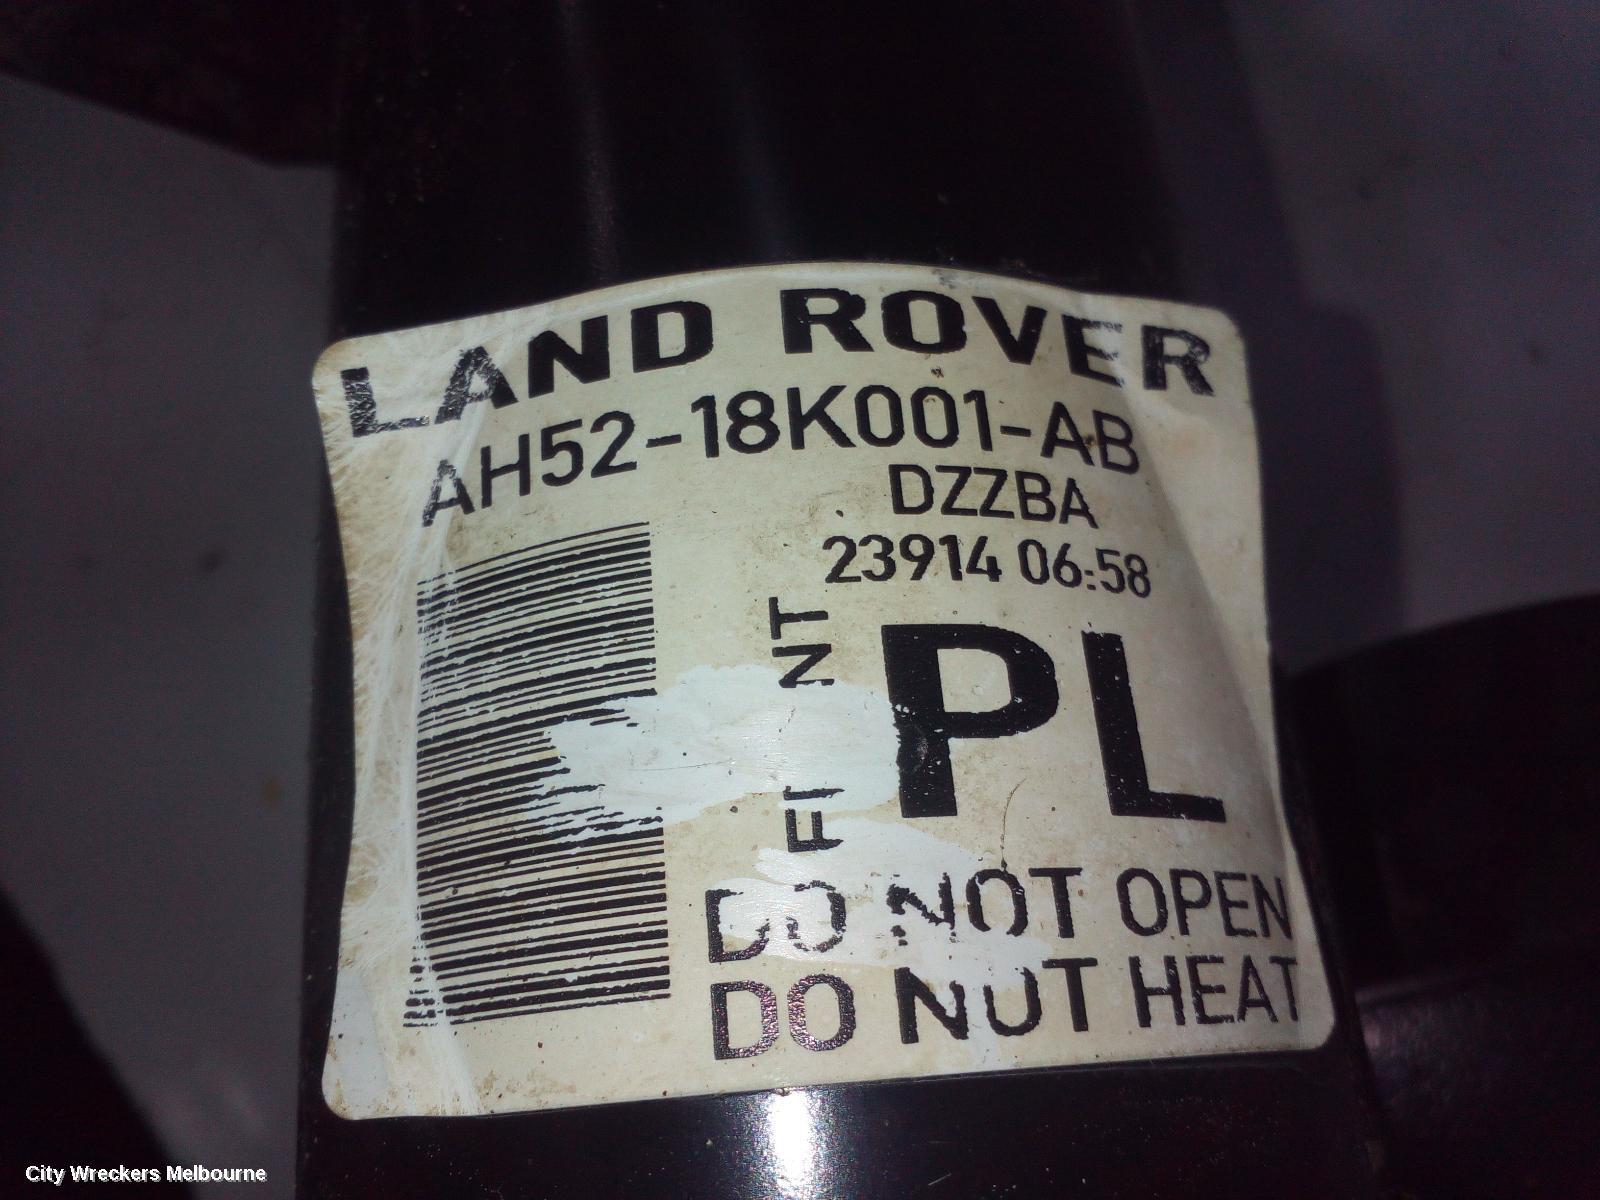 LAND ROVER
AH52-18K001-AB
DZZBA
23914 06:58
PL
DO NOT OPEN
DO NOT HEAT
City Wreckers Melbourne